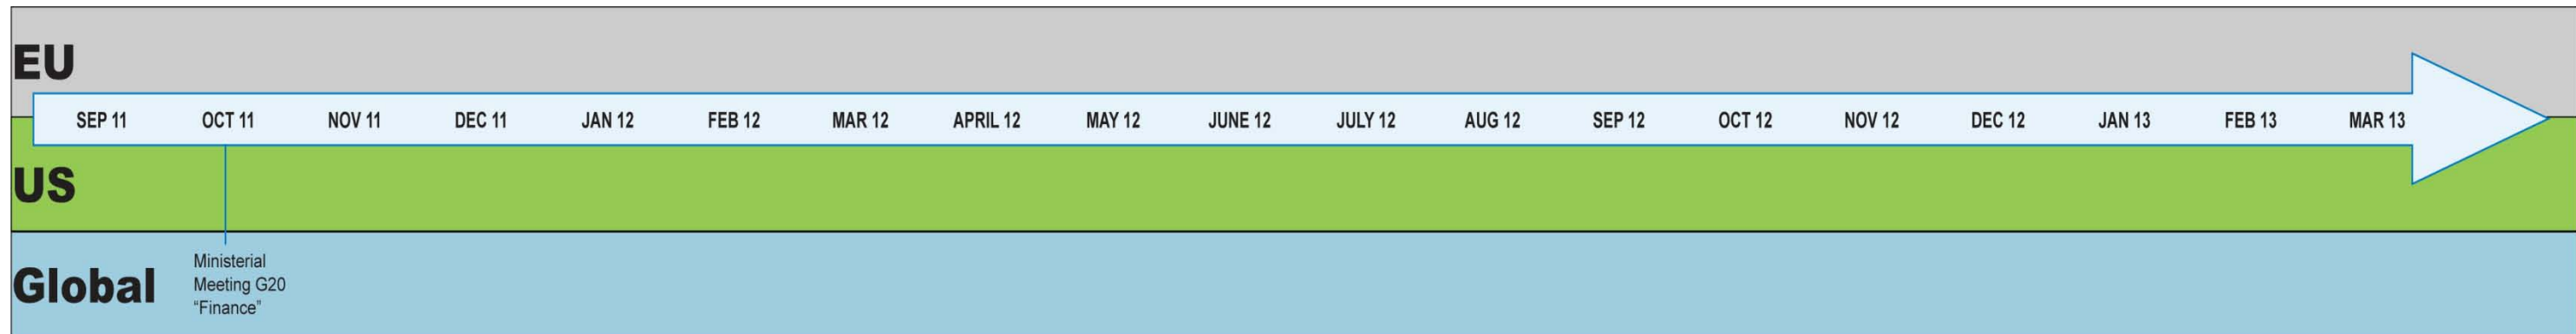 EU
SEP 11 OCT 11 NOV 11 DEC 11 JAN 12 FEB 12 MAR 12 APRIL 12 MAY 12 JUNE 12 JULY 12 AUG 12 SEP 12 OCT 12 NOV 12 DEC 12 JAN 13 FEB 13 MAR 13
US
Global
Ministerial
Meeting G20
“Finance”